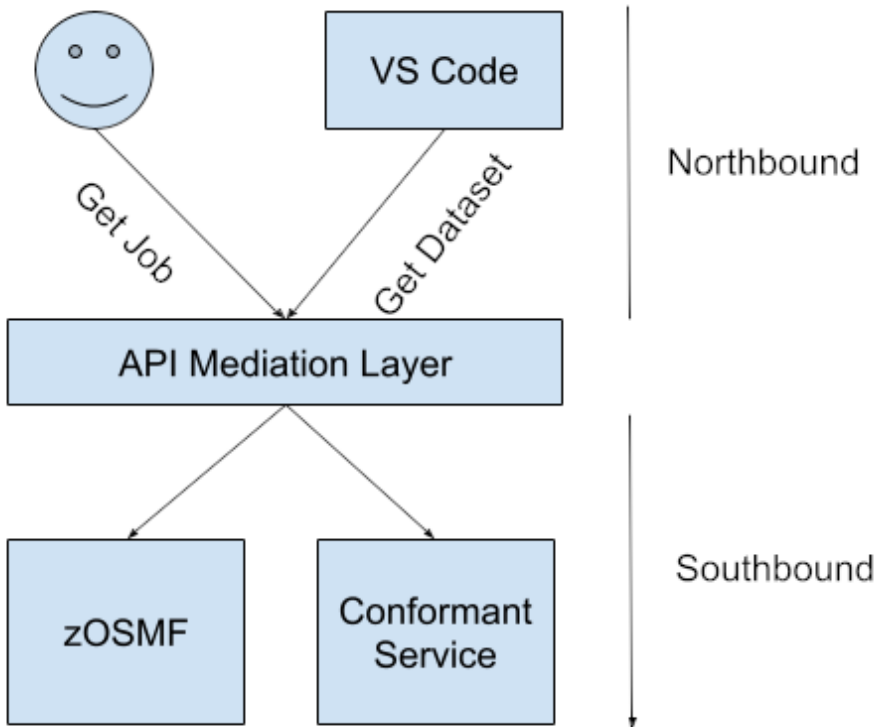 VS Code
Northbound
Get Job
Get Dataset
API Mediation Layer
zOSMF
Conformant
Service
Southbound